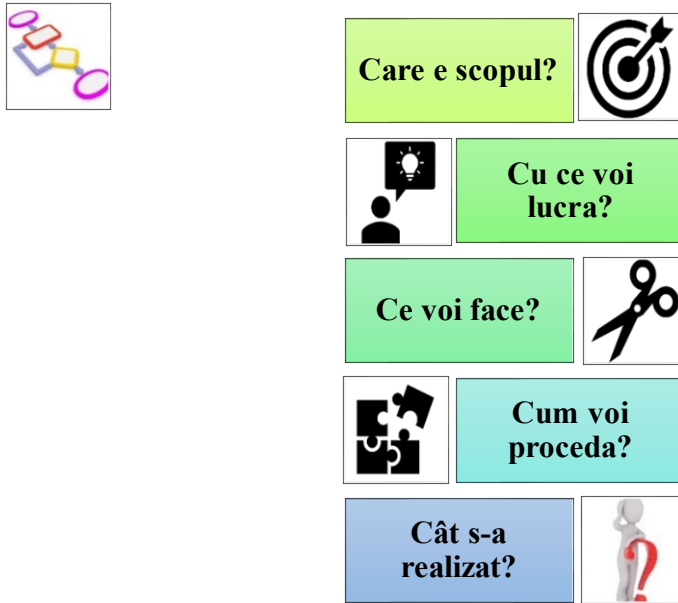 Care e scopul?
Cu ce voi
lucra?
Ce voi face?
Cum voi
proceda?
Cât s-a
realizat?